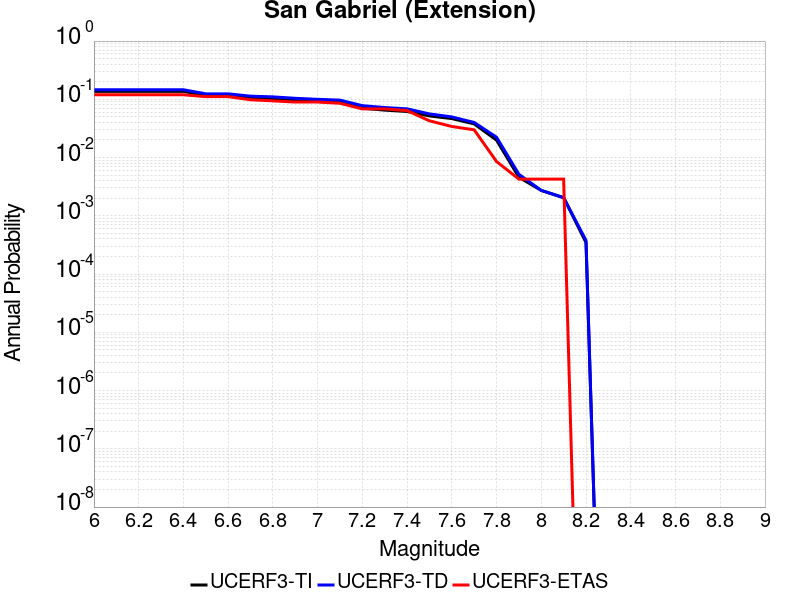 San Gabriel (Extension)
10^0
10^-1
10^-2
10^-3
10^-4
10^-5
10^-6
10^-7
10^-8
Annual Probability
6 6.2 6.4 6.6 6.8 7 7.2 7.4 7.6 7.8 8 8.2 8.4 8.6 8.8 9
Magnitude
UCERF3-TI UCERF3-TD UCERF3-ETAS